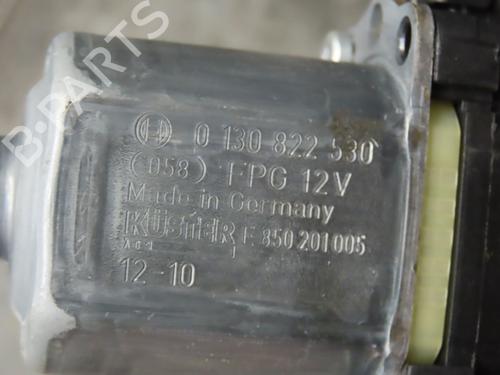 B-PARTS
0 130 822 530
(058) FPG 12V
Made in Germany
KÜSTER E 850 201 005
12-10